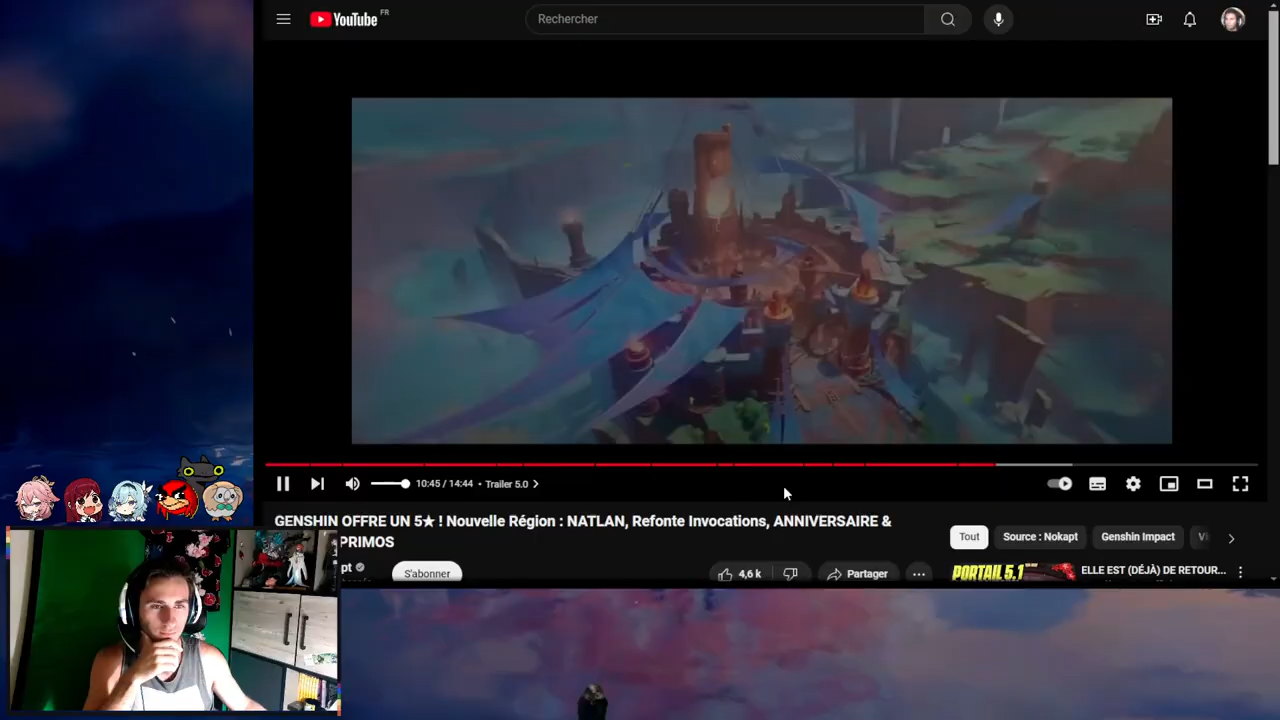 YouTube FR
Rechercher
10:45 / 14:44 • Trailer 5.0
GENSHIN OFFRE UN 5★ ! Nouvelle Région : NATLAN, Refonte Invocations, ANNIVERSAIRE &
PRIMOS
pt
S'abonner
4,6 k
Partager
Tout
Source : Nokapt
Genshin Impact
PORTAIL 5.1
ELLE EST (DÉJÀ) DE RETOUR...